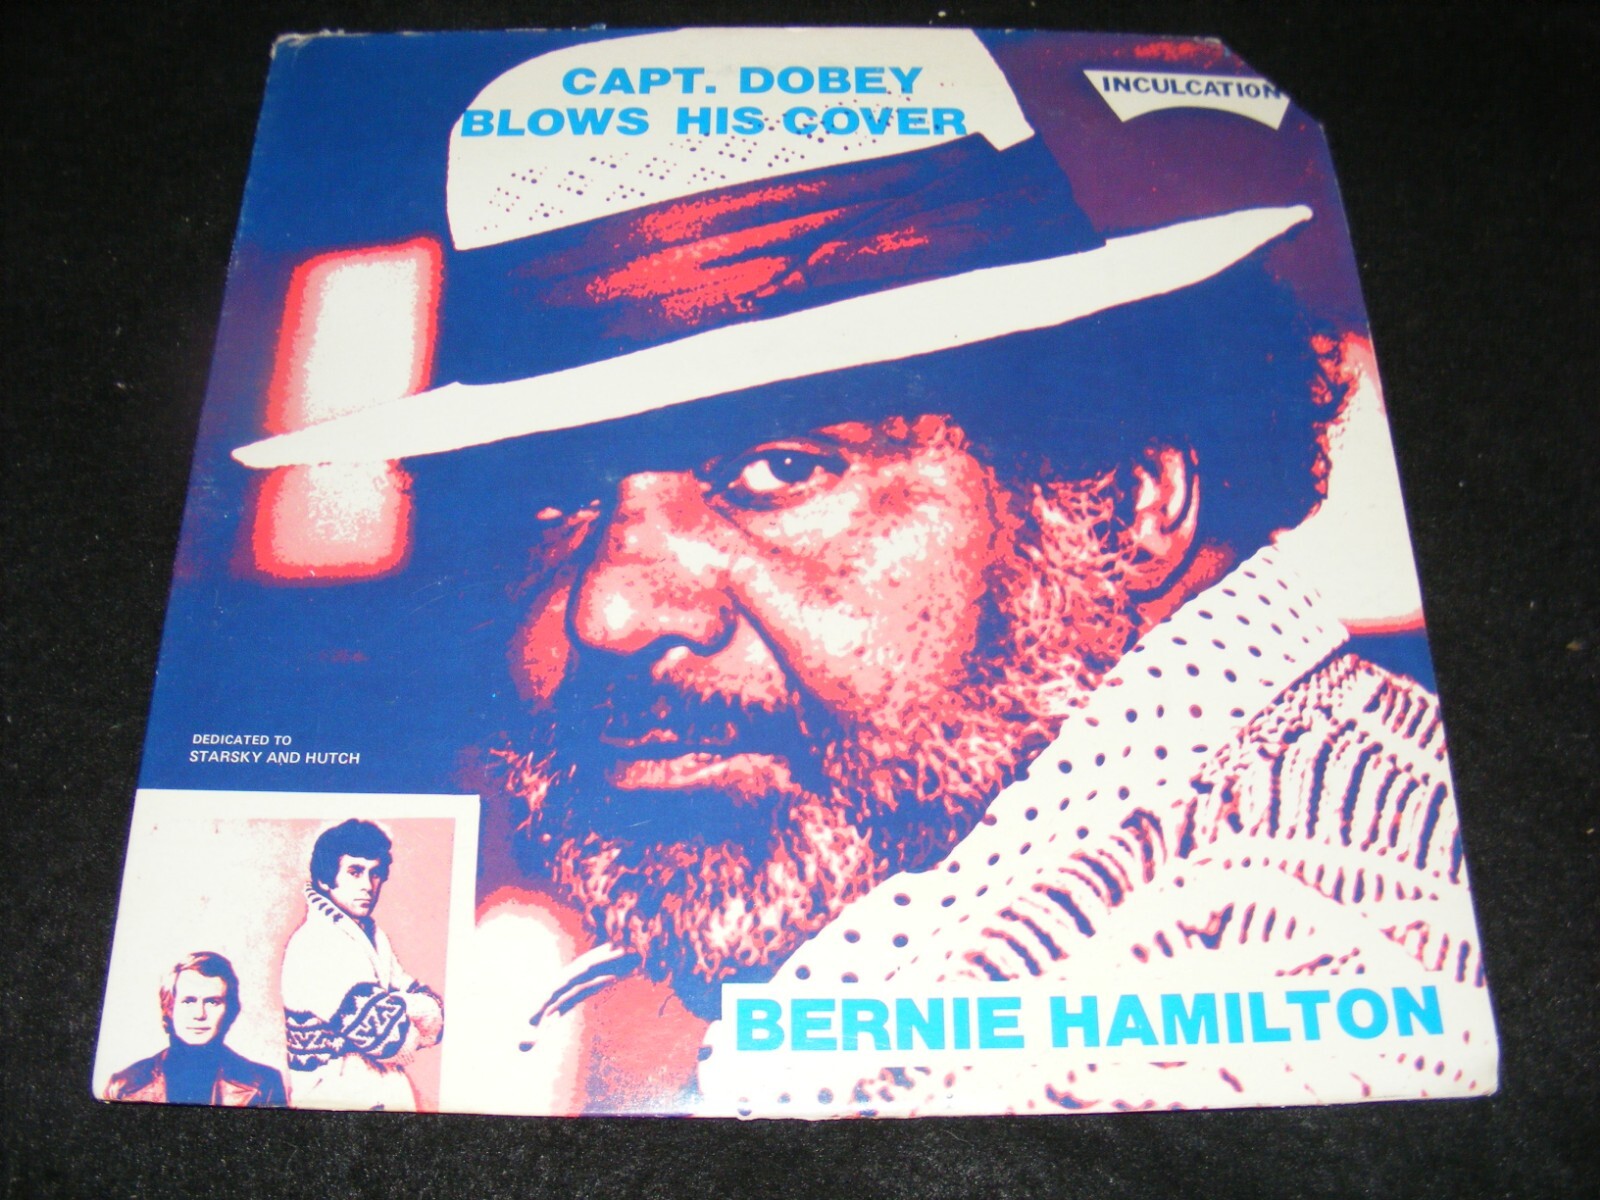 CAPT. DOBEY
BLOWS HIS COVER
INCULCATION
DEDICATED TO
STARSKY AND HUTCH
BERNIE HAMILTON